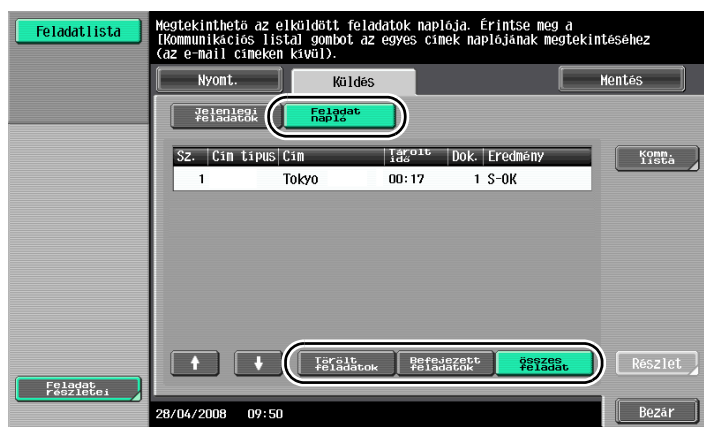 Feladatlista
Megtekinthetö az elküldött feladatok naplója. Érintse meg a
[Kommunikációs lista] gombot az egyes címek naplójának megtekintéséhez
(az e-mail címeken kívül).
Nyomt.
Küldés
Mentés
Jelenlegi
feladatok
Feladat
napló
Sz. Cím típus Cím Tárolt
idö Dok. Eredmény
Komm.
lista
1 Tokyo 00:17 1 S-OK
Törölt
feladatok
Befejezett
feladatok
összes
feladat
Részlet
Feladat
részletei
28/04/2008 09:50
Bezár